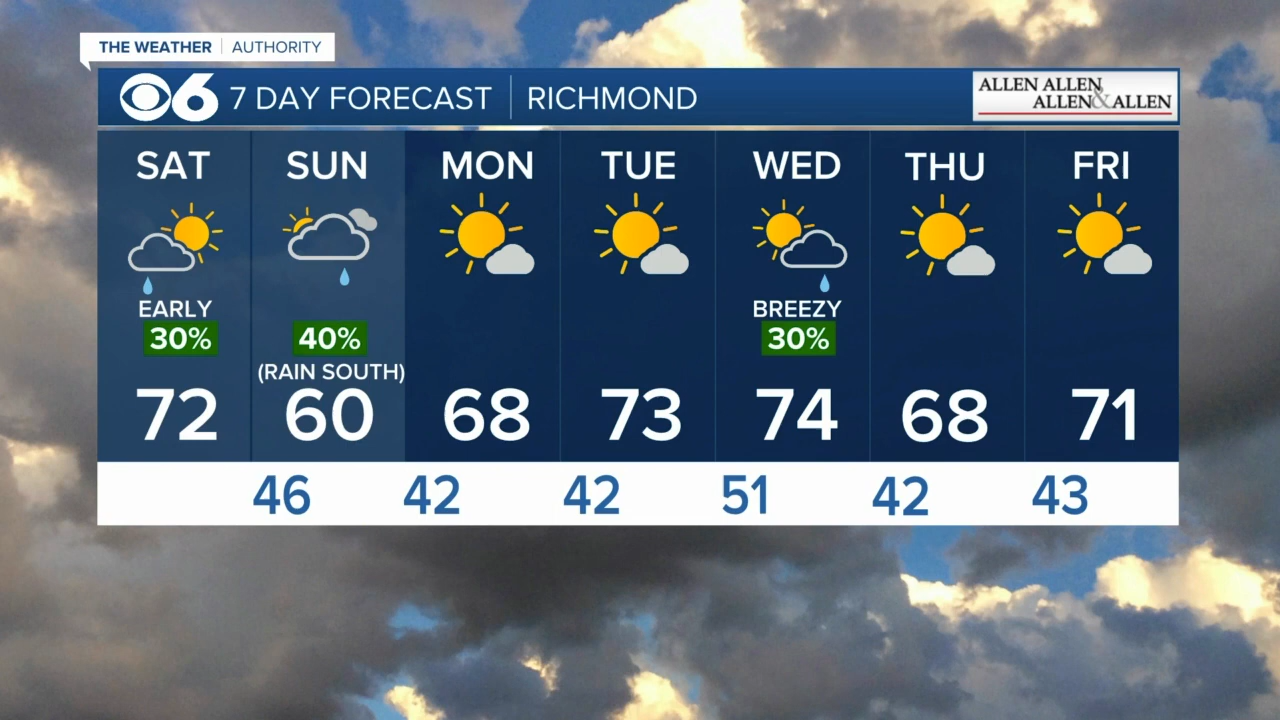 THE WEATHER | AUTHORITY
6 7 DAY FORECAST | RICHMOND
ALLEN ALLEN
ALLEN & ALLEN
SAT SUN MON TUE WED THU FRI
EARLY BREEZY
30% 40% 30%
(RAIN SOUTH)
72 60 68 73 74 68 71
46 42 42 51 42 43